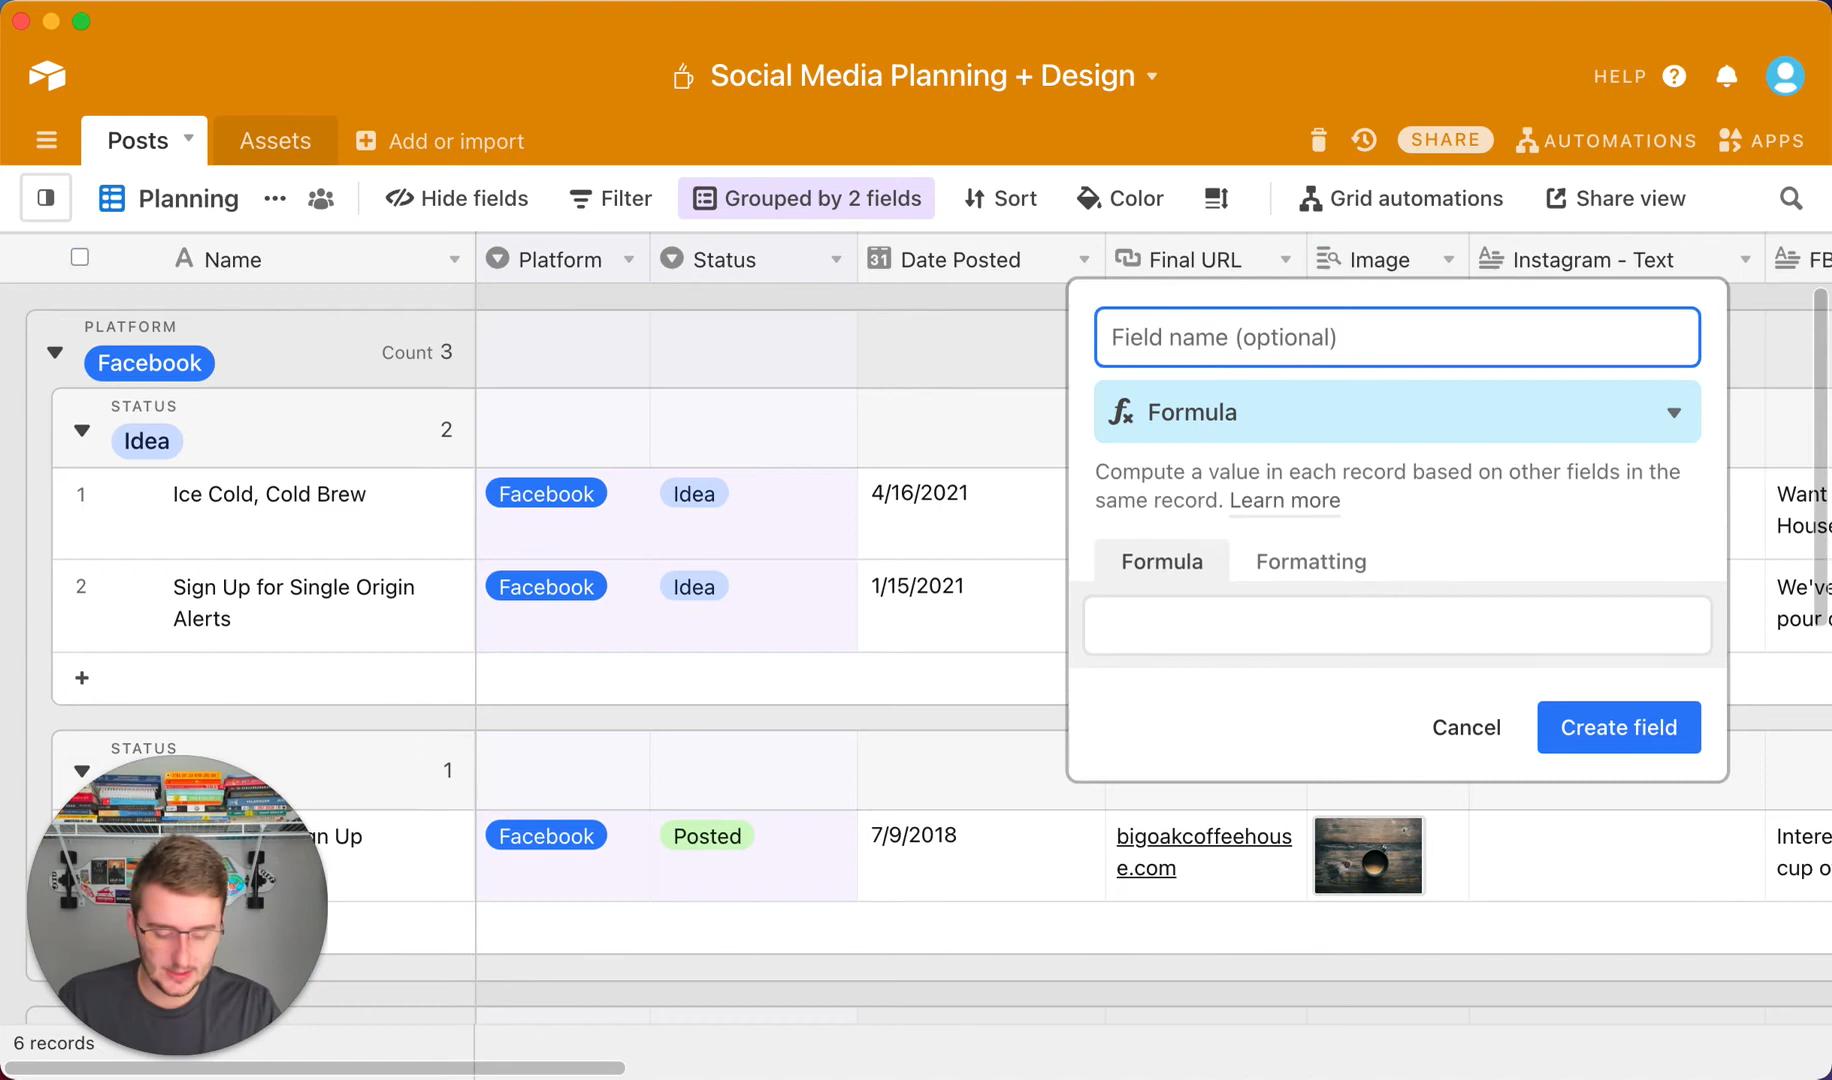 Social Media Planning + Design
HELP
Posts
Assets
Add or import
SHARE
AUTOMATIONS
APPS
Planning
Hide fields
Filter
Grouped by 2 fields
Sort
Color
Grid automations
Share view
Name
Platform
Status
31
Date Posted
Final URL
Image
Instagram - Text
FB
PLATFORM
Facebook
Count 3
STATUS
Idea
2
1
Ice Cold, Cold Brew
Facebook
Idea
4/16/2021
Want
House
2
Sign Up for Single Origin
Alerts
Facebook
Idea
1/15/2021
We've
pour
Field name (optional)
Formula
Compute a value in each record based on other fields in the
same record. Learn more
Formula
Formatting
Cancel
Create field
STATUS
1
Up
Facebook
Posted
7/9/2018
bigoakcoffeehous
e.com
Intere
cup o
6 records